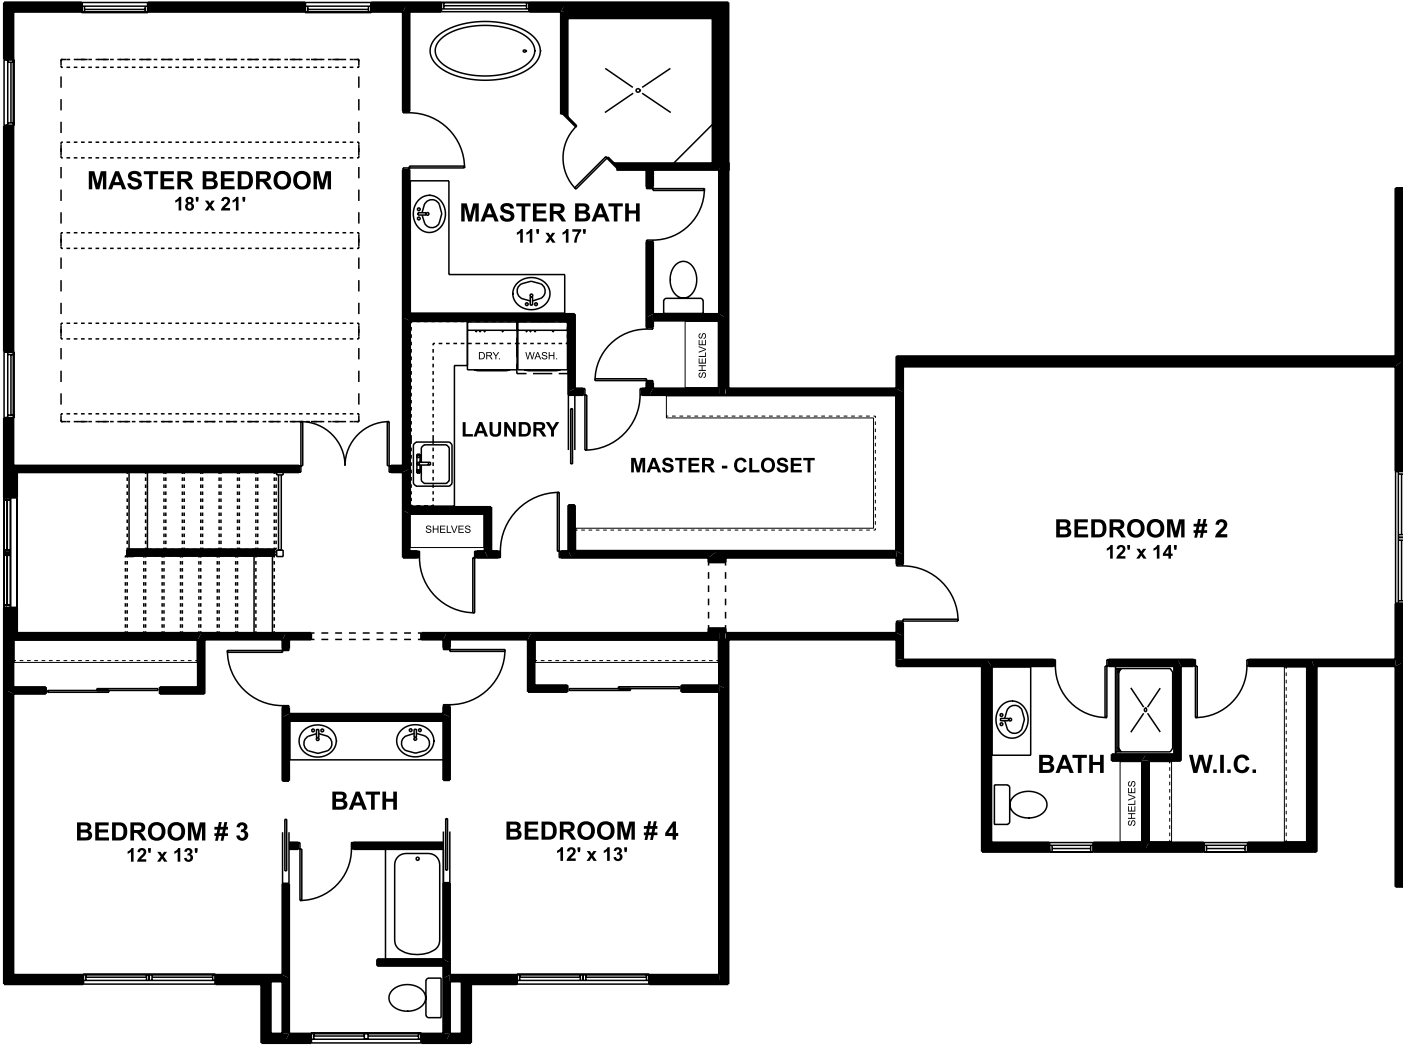 MASTER BEDROOM
18' x 21'
MASTER BATH
11' x 17'
DRY.
WASH.
SHELVES
LAUNDRY
MASTER - CLOSET
SHELVES
BEDROOM # 2
12' x 14'
BATH
W.I.C.
SHELVES
BATH
BEDROOM # 3
12' x 13'
BEDROOM # 4
12' x 13'